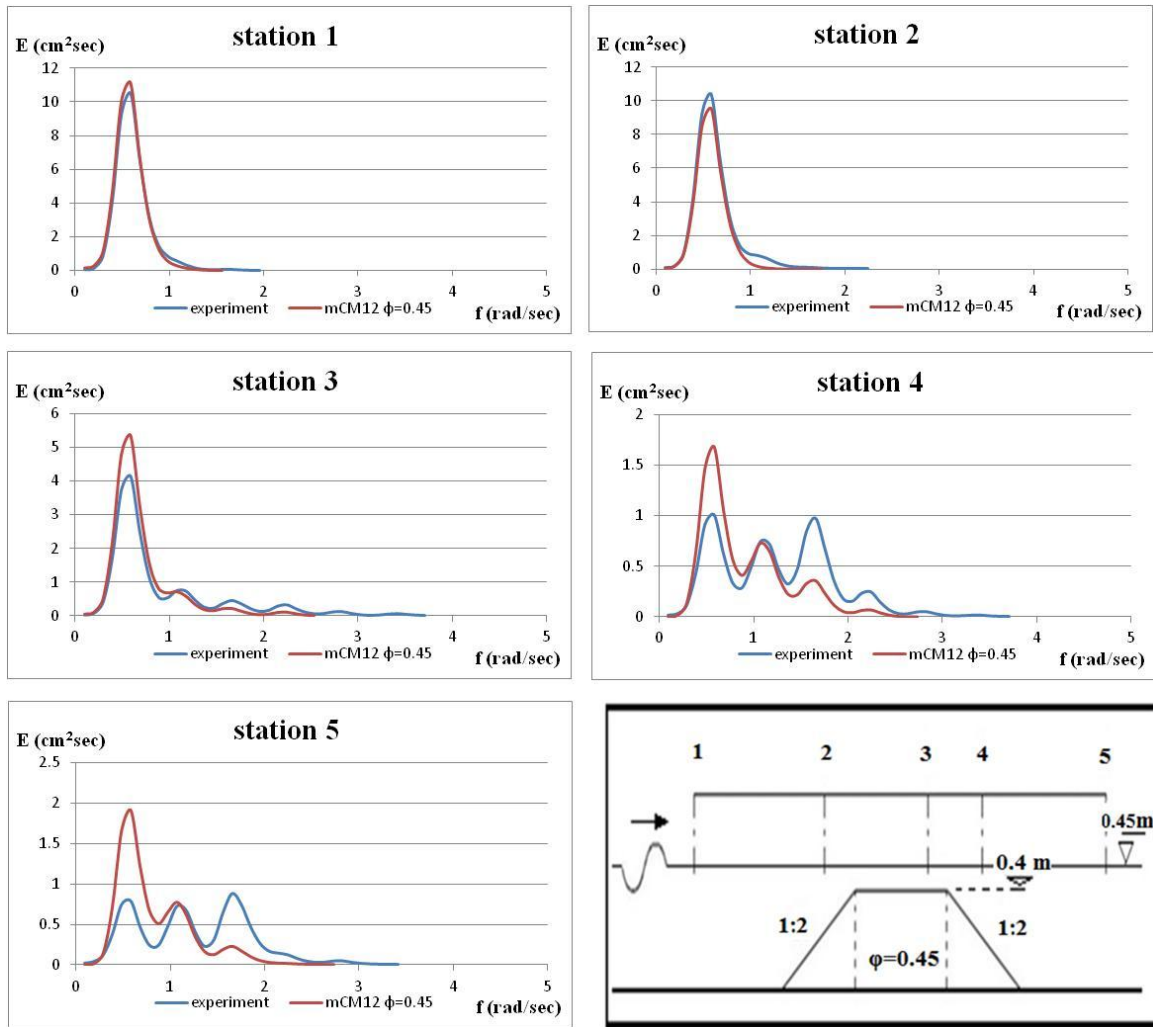 station 1
E (cm²sec)
12
10
8
6
4
2
0
0 1 2 3 4 5
experiment mCM12 ϕ=0.45
f (rad/sec)
station 2
E (cm²sec)
12
10
8
6
4
2
0
0 1 2 3 4 5
experiment mCM12 ϕ=0.45
f (rad/sec)
station 3
E (cm²sec)
6
5
4
3
2
1
0
0 1 2 3 4 5
experiment mCM12 ϕ=0.45
f (rad/sec)
station 4
E (cm²sec)
2
1.5
1
0.5
0
0 1 2 3 4 5
experiment mCM12 ϕ=0.45
f (rad/sec)
station 5
E (cm²sec)
2.5
2
1.5
1
0.5
0
0 1 2 3 4 5
experiment mCM12 ϕ=0.45
f (rad/sec)
1 2 3 4 5
0.45m
0.4 m
1:2 1:2
φ=0.45